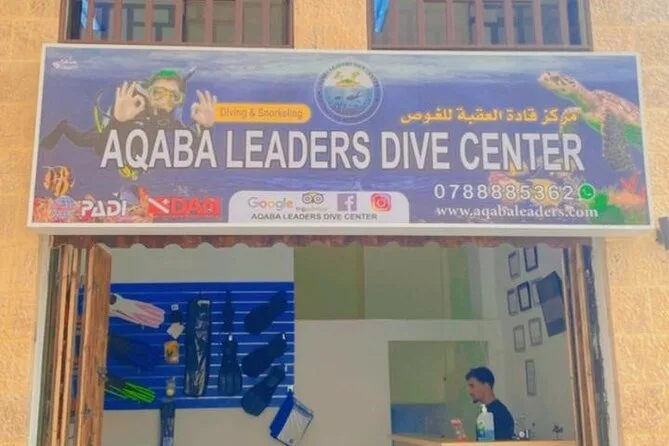 Diving & Snorkeling
مركز قادة العقبة للغوص
AQABA LEADERS DIVE CENTER
0788885362
PADI
Google
AQABA LEADERS DIVE CENTER
www.aqabaleaders.com